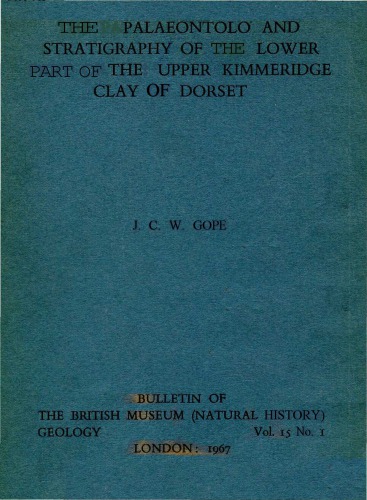 THE PALAEONTOLO AND
STRATIGRAPHY OF THE LOWER
PART OF THE UPPER KIMMERIDGE
CLAY OF DORSET
J. C. W. GOPE
BULLETIN OF
THE BRITISH MUSEUM (NATURAL HISTORY)
GEOLOGY Vol. 15 No. 1
LONDON: 1967